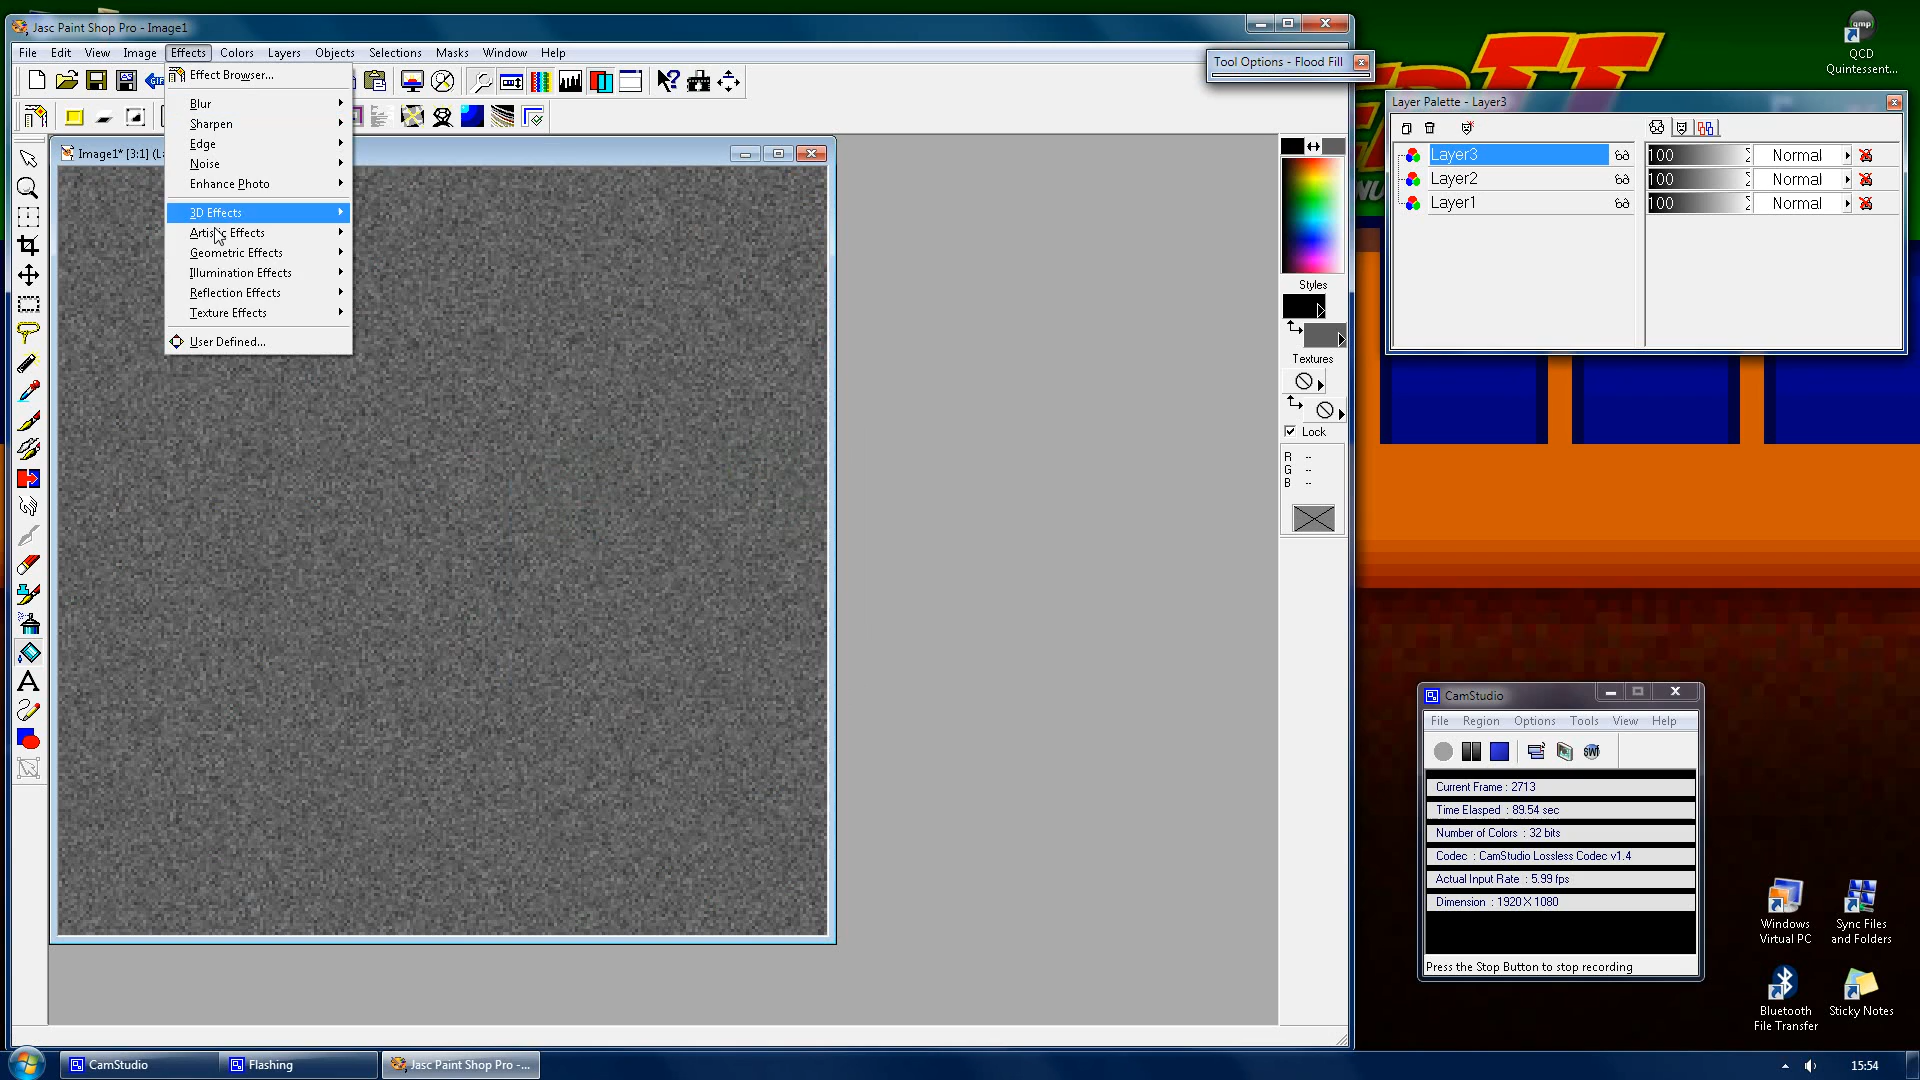 Jasc Paint Shop Pro - Image1
File Edit View Image Effects Colors Layers Objects Selections Masks Window Help
Effect Browser...
Blur
Sharpen
Edge
Noise
Enhance Photo
3D Effects
Artistic Effects
Geometric Effects
Illumination Effects
Reflection Effects
Texture Effects
User Defined...
Image1* [3:1] (L
Tool Options - Flood Fill
Styles
Textures
Lock
R --
G --
B --
Layer Palette - Layer3
Layer3 100 Normal
Layer2 100 Normal
Layer1 100 Normal
qmp
QCD
Quintessent...
CamStudio
File Region Options Tools View Help
SWF
Current Frame : 2713
Time Elasped : 89.54 sec
Number of Colors : 32 bits
Codec : CamStudio Lossless Codec v1.4
Actual Input Rate : 5.99 fps
Dimension : 1920 X 1080
Press the Stop Button to stop recording
Windows
Virtual PC
Sync Files
and Folders
Bluetooth
File Transfer
Sticky Notes
CamStudio
Flashing
Jasc Paint Shop Pro -...
15:54